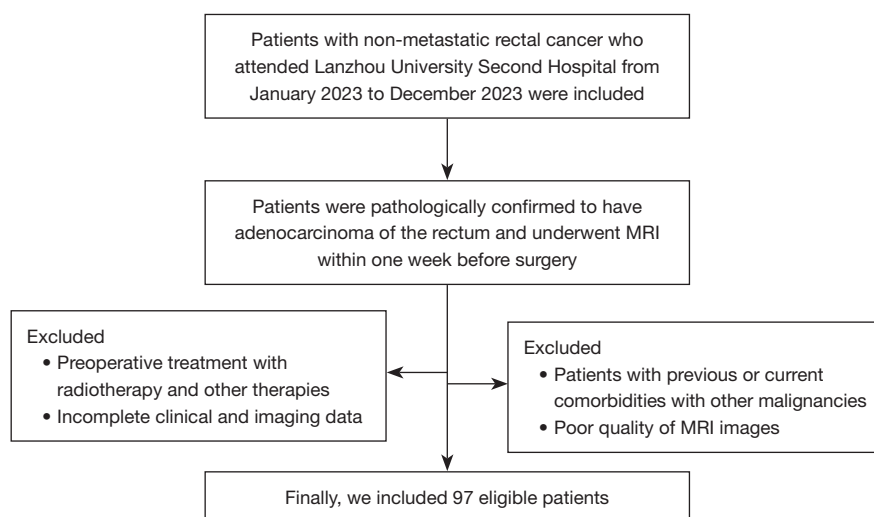 Patients with non-metastatic rectal cancer who
attended Lanzhou University Second Hospital from
January 2023 to December 2023 were included
Patients were pathologically confirmed to have
adenocarcinoma of the rectum and underwent MRI
within one week before surgery
Excluded
• Preoperative treatment with
radiotherapy and other therapies
• Incomplete clinical and imaging data
Excluded
• Patients with previous or current
comorbidities with other malignancies
• Poor quality of MRI images
Finally, we included 97 eligible patients